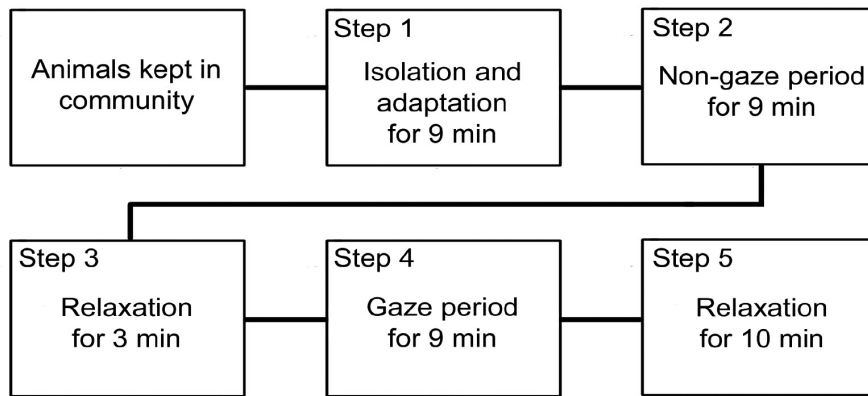 Animals kept in
community
Step 1
Isolation and
adaptation
for 9 min
Step 2
Non-gaze period
for 9 min
Step 3
Relaxation
for 3 min
Step 4
Gaze period
for 9 min
Step 5
Relaxation
for 10 min